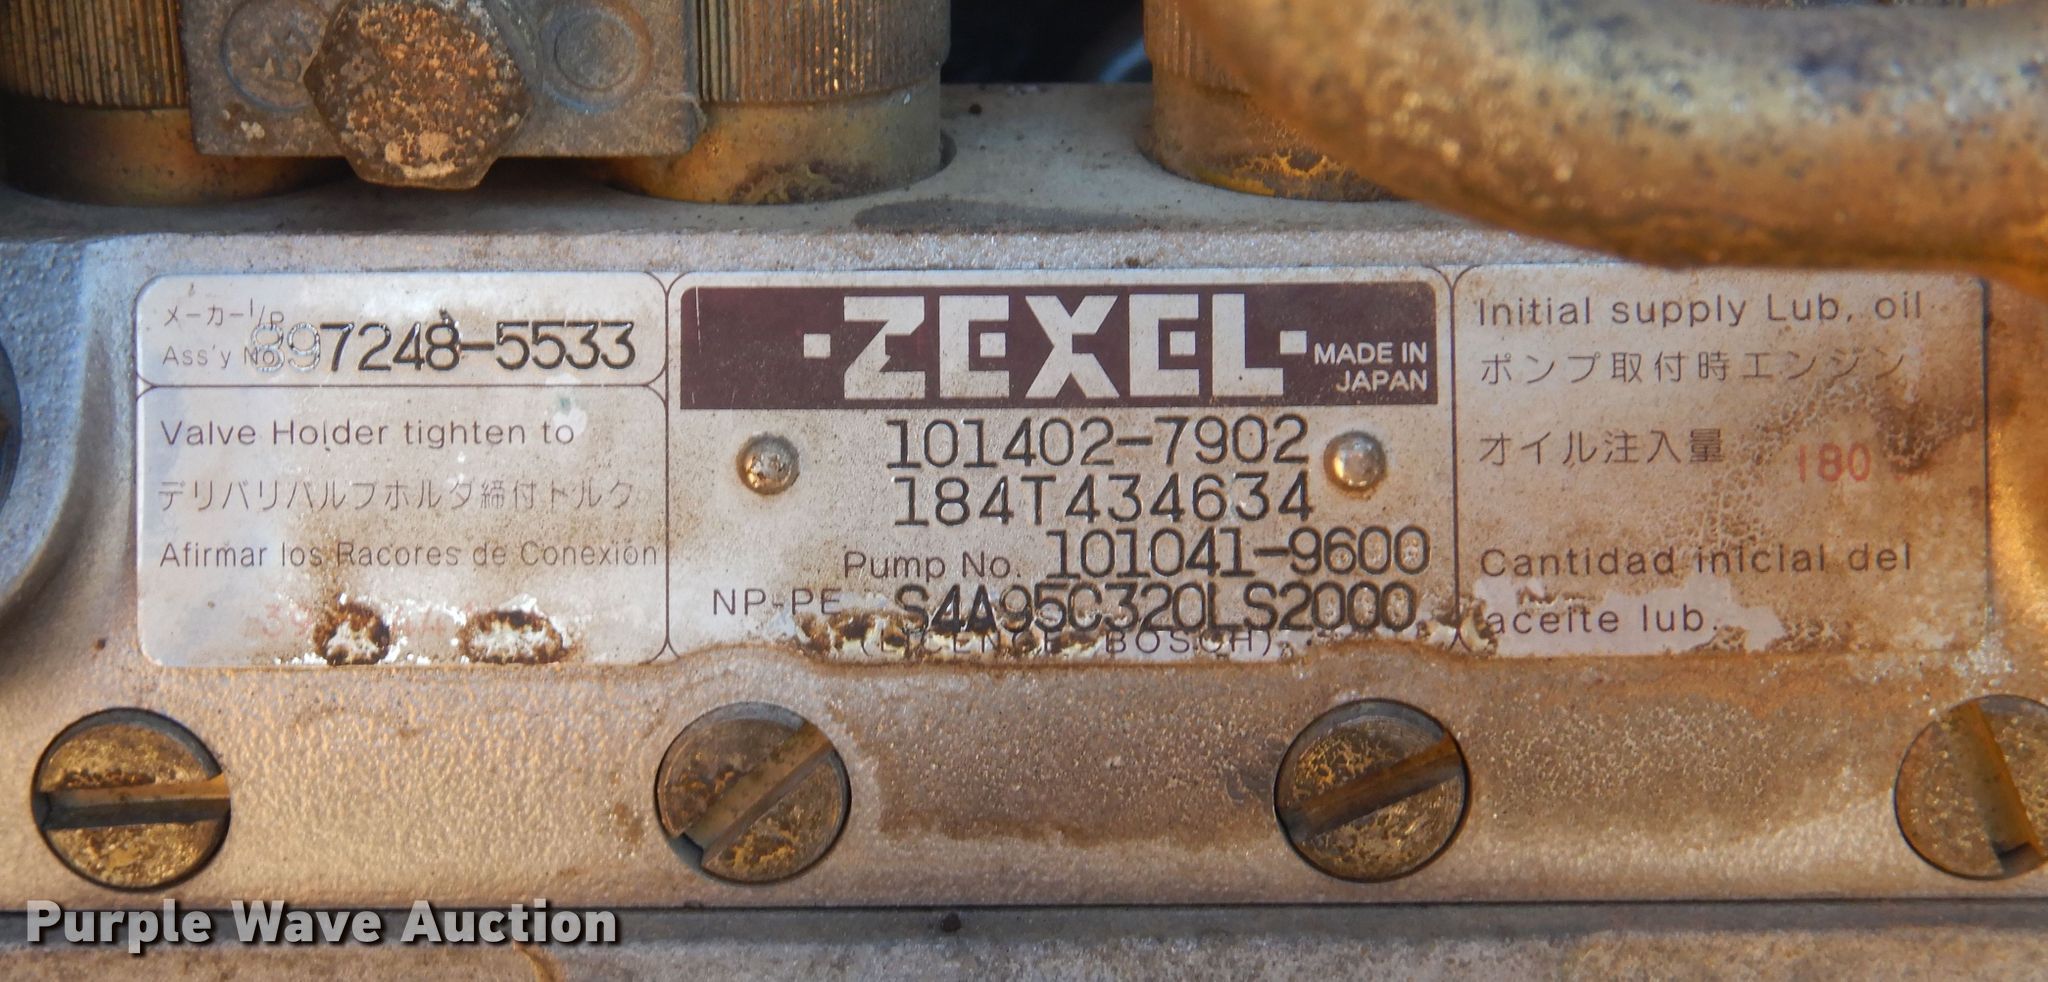 メーカーI/P
Ass'y No. 897248-5533
Valve Holder tighten to
デリバリバルブホルダ締付トルク
Afirmar los Racores de Conexión
·ZEXEL·
MADE IN
JAPAN
101402-7902
184T434634
Pump No. 101041-9600
NP-PE S4A95C320LS2000
(LICENCE BOSCH)
Initial supply Lub, oil
ポンプ取付時エンジン
オイル注入量 180
Cantidad inicial del
aceite lub.
Purple Wave Auction